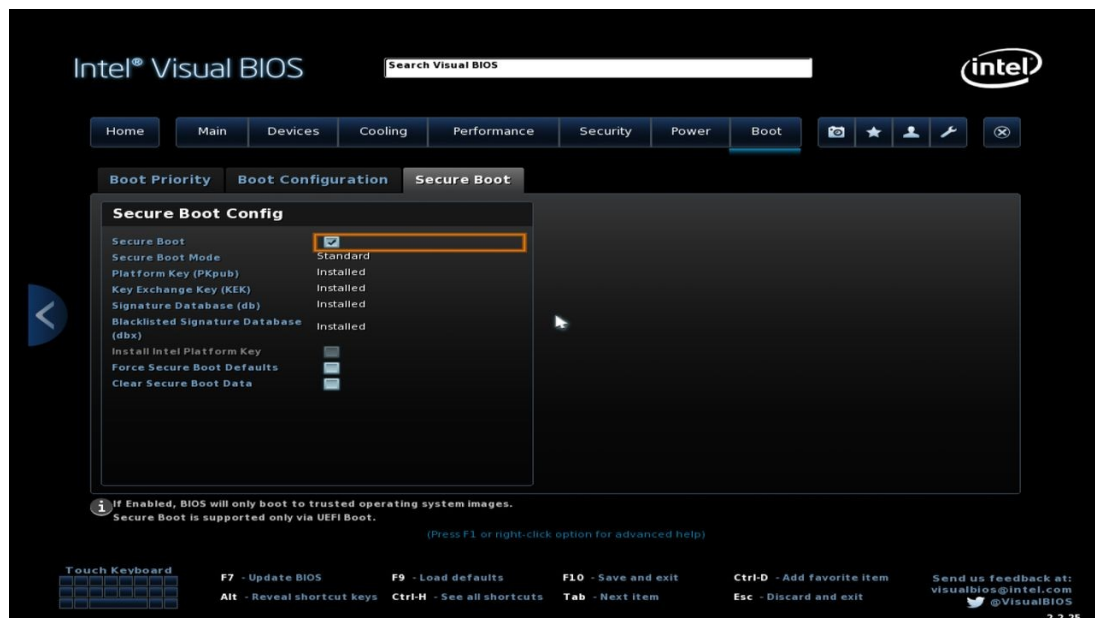 Intel® Visual BIOS
Search Visual BIOS
intel
Home Main Devices Cooling Performance Security Power Boot
Boot Priority Boot Configuration Secure Boot
Secure Boot Config
Secure Boot
Secure Boot Mode Standard
Platform Key (PKpub) Installed
Key Exchange Key (KEK) Installed
Signature Database (db) Installed
Blacklisted Signature Database
(dbx) Installed
Install Intel Platform Key
Force Secure Boot Defaults
Clear Secure Boot Data
If Enabled, BIOS will only boot to trusted operating system images.
Secure Boot is supported only via UEFI Boot.
(Press F1 or right-click option for advanced help)
Touch Keyboard
F7 - Update BIOS F9 - Load defaults F10 - Save and exit Ctrl-D - Add favorite item
Alt - Reveal shortcut keys Ctrl-H - See all shortcuts Tab - Next item Esc - Discard and exit
Send us feedback at:
visualbios@intel.com
@VisualBIOS
2.2.25